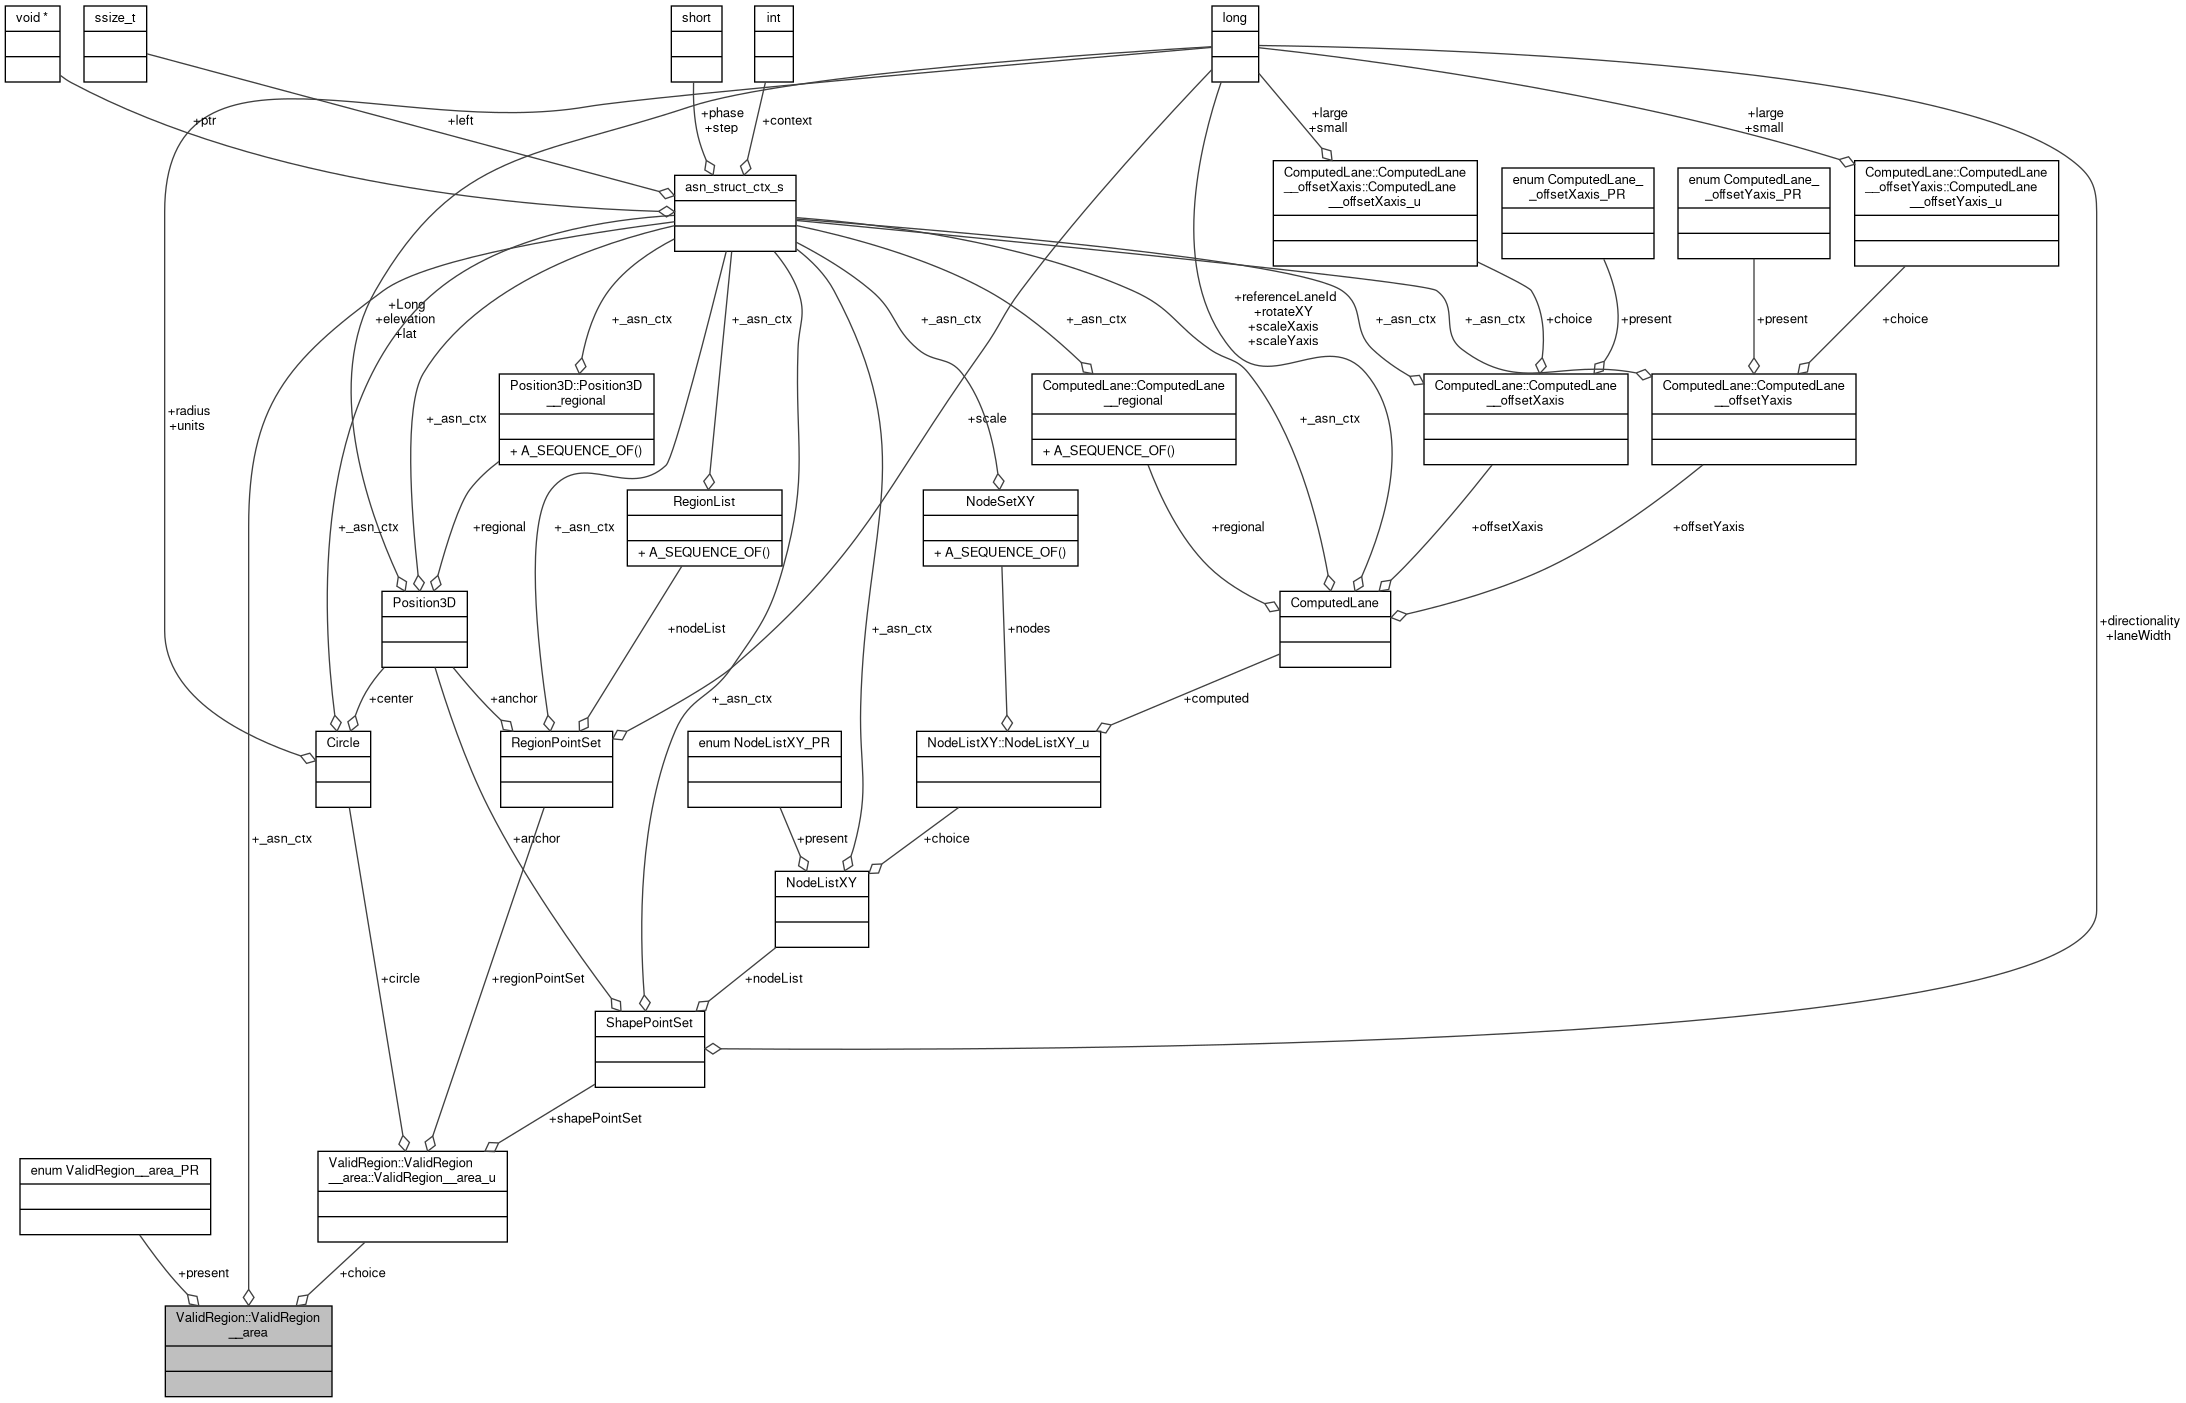 void *
ssize_t
short
int
long
+ptr
+left
+phase
+step
+context
+large
+small
+large
+small
asn_struct_ctx_s
ComputedLane::ComputedLane
__offsetXaxis::ComputedLane
__offsetXaxis_u
enum ComputedLane_
_offsetXaxis_PR
enum ComputedLane_
_offsetYaxis_PR
ComputedLane::ComputedLane
__offsetYaxis::ComputedLane
__offsetYaxis_u
+Long
+elevation
+lat
+_asn_ctx
+_asn_ctx
+_asn_ctx
+_asn_ctx
+referenceLaneId
+rotateXY
+scaleXaxis
+scaleYaxis
+_asn_ctx
+_asn_ctx
+choice
+present
+present
+choice
Position3D::Position3D
__regional
+ A_SEQUENCE_OF()
ComputedLane::ComputedLane
__regional
+ A_SEQUENCE_OF()
ComputedLane::ComputedLane
__offsetXaxis
ComputedLane::ComputedLane
__offsetYaxis
+radius
+units
+_asn_ctx
+scale
+_asn_ctx
RegionList
+ A_SEQUENCE_OF()
NodeSetXY
+ A_SEQUENCE_OF()
+_asn_ctx
+regional
+_asn_ctx
+regional
+offsetXaxis
+offsetYaxis
Position3D
ComputedLane
+nodeList
+_asn_ctx
+nodes
+directionality
+laneWidth
+center
+anchor
+_asn_ctx
+computed
Circle
RegionPointSet
enum NodeListXY_PR
NodeListXY::NodeListXY_u
+_asn_ctx
+anchor
+present
+choice
NodeListXY
+circle
+regionPointSet
+nodeList
ShapePointSet
+shapePointSet
enum ValidRegion__area_PR
ValidRegion::ValidRegion
__area::ValidRegion__area_u
+present
+choice
ValidRegion::ValidRegion
__area